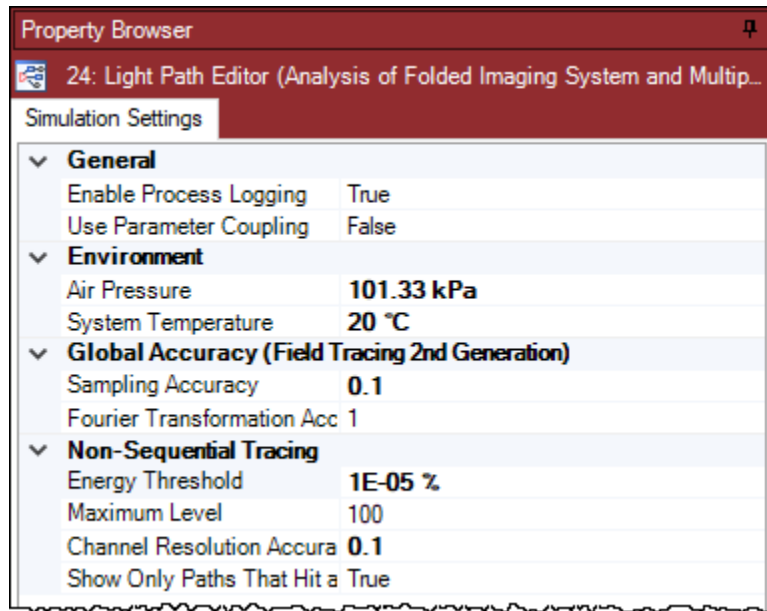 Property Browser
24: Light Path Editor (Analysis of Folded Imaging System and Multip...
Simulation Settings
General
Enable Process Logging True
Use Parameter Coupling False
Environment
Air Pressure 101.33 kPa
System Temperature 20 °C
Global Accuracy (Field Tracing 2nd Generation)
Sampling Accuracy 0.1
Fourier Transformation Acc 1
Non-Sequential Tracing
Energy Threshold 1E-05 %
Maximum Level 100
Channel Resolution Accura 0.1
Show Only Paths That Hit a True